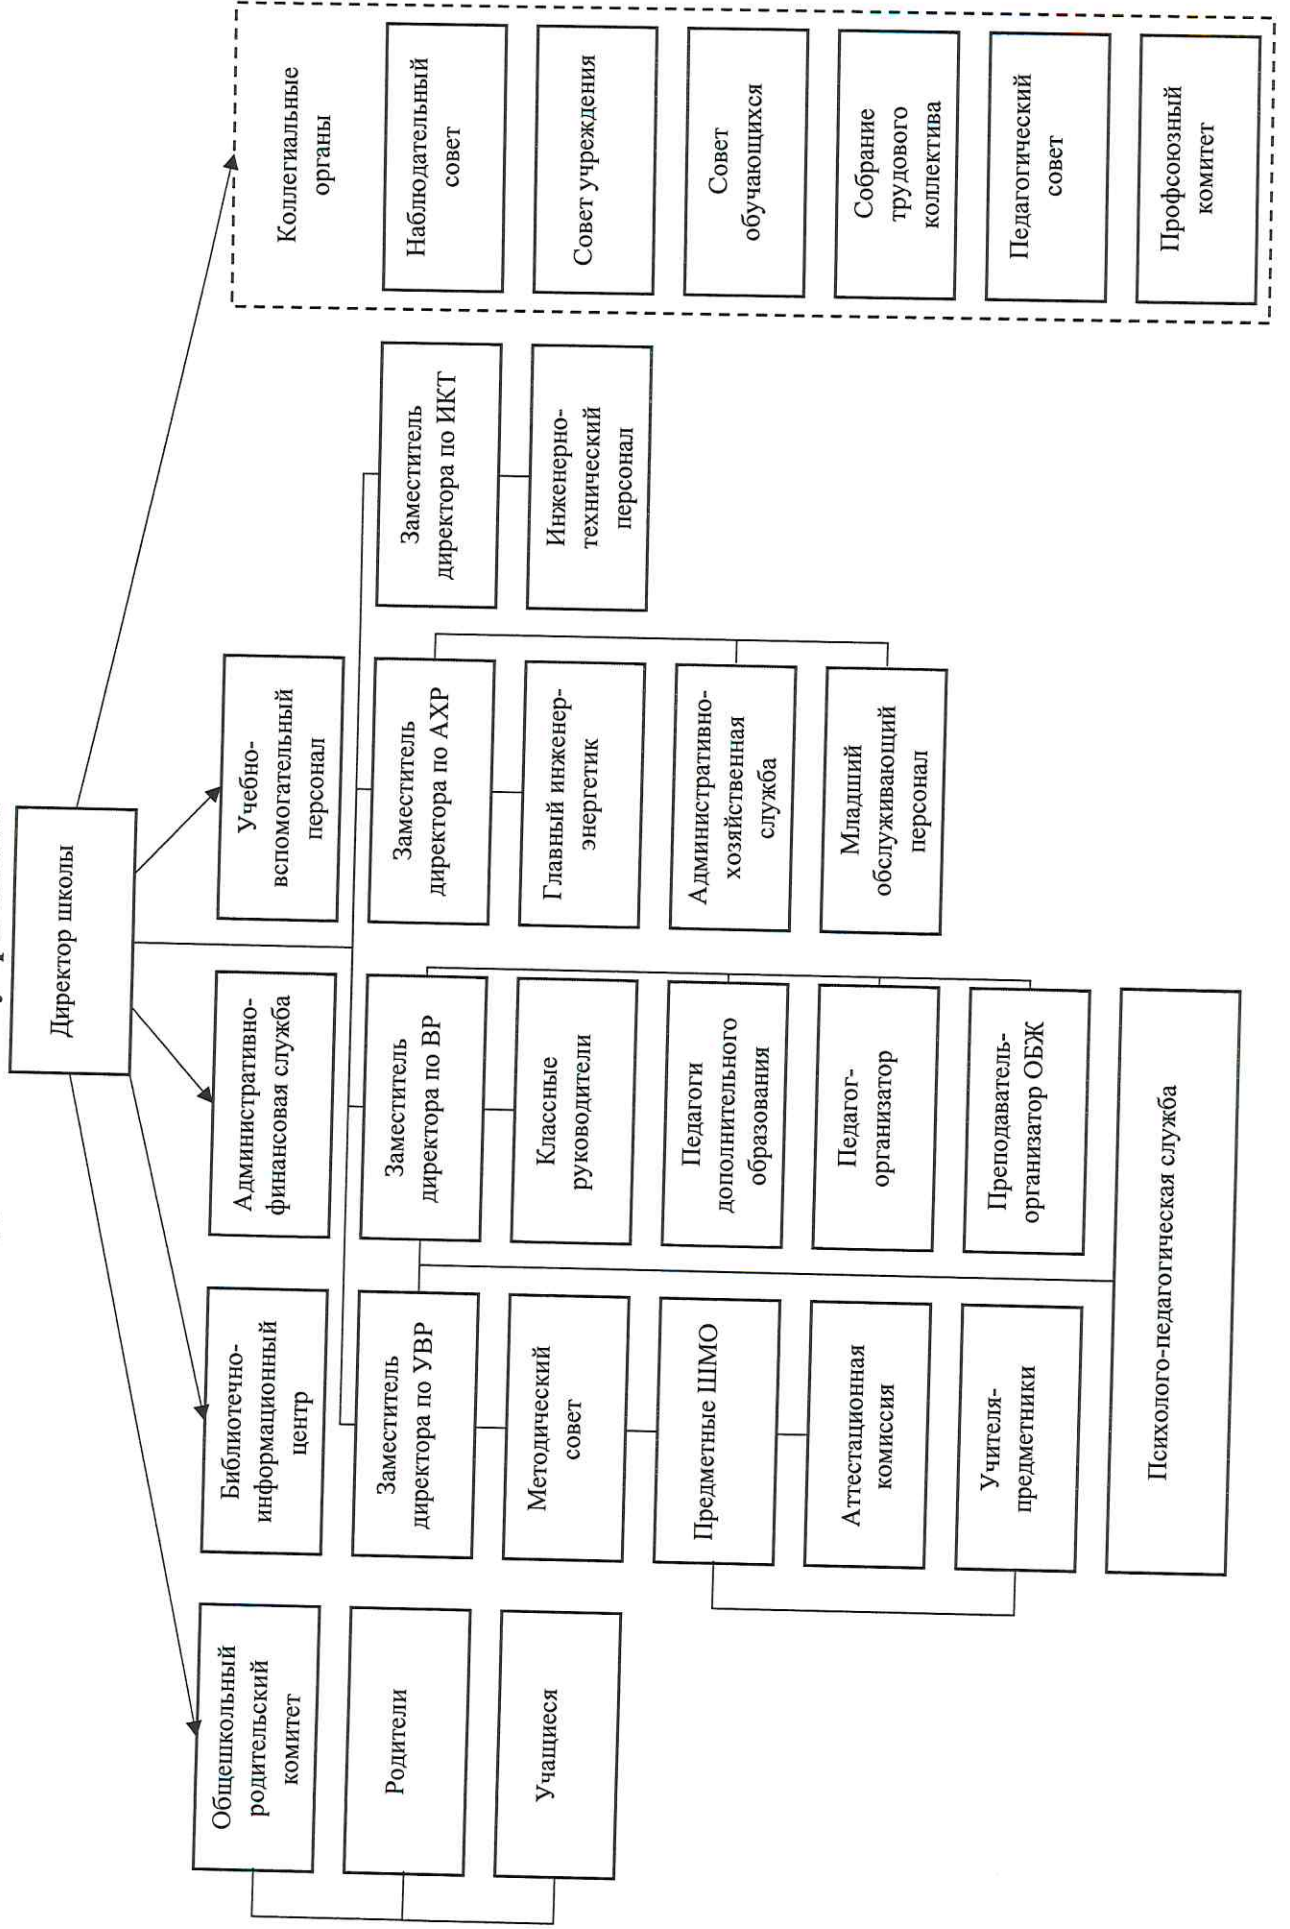 Директор школы
Общешкольный
родительский
комитет
Библиотечно-
информационный
центр
Административно-
финансовая служба
Учебно-
вспомогательный
персонал
Коллегиальные
органы
Родители
Учащиеся
Заместитель
директора по УВР
Методический
совет
Предметные ШМО
Аттестационная
комиссия
Учителя-
предметники
Заместитель
директора по ВР
Классные
руководители
Педагоги
дополнительного
образования
Педагог-
организатор
Преподаватель-
организатор ОБЖ
Психолого-педагогическая служба
Заместитель
директора по АХР
Главный инженер-
энергетик
Административно-
хозяйственная
служба
Младший
обслуживающий
персонал
Заместитель
директора по ИКТ
Инженерно-
технический
персонал
Наблюдательный
совет
Совет учреждения
Совет
обучающихся
Собрание
трудового
коллектива
Педагогический
совет
Профсоюзный
комитет